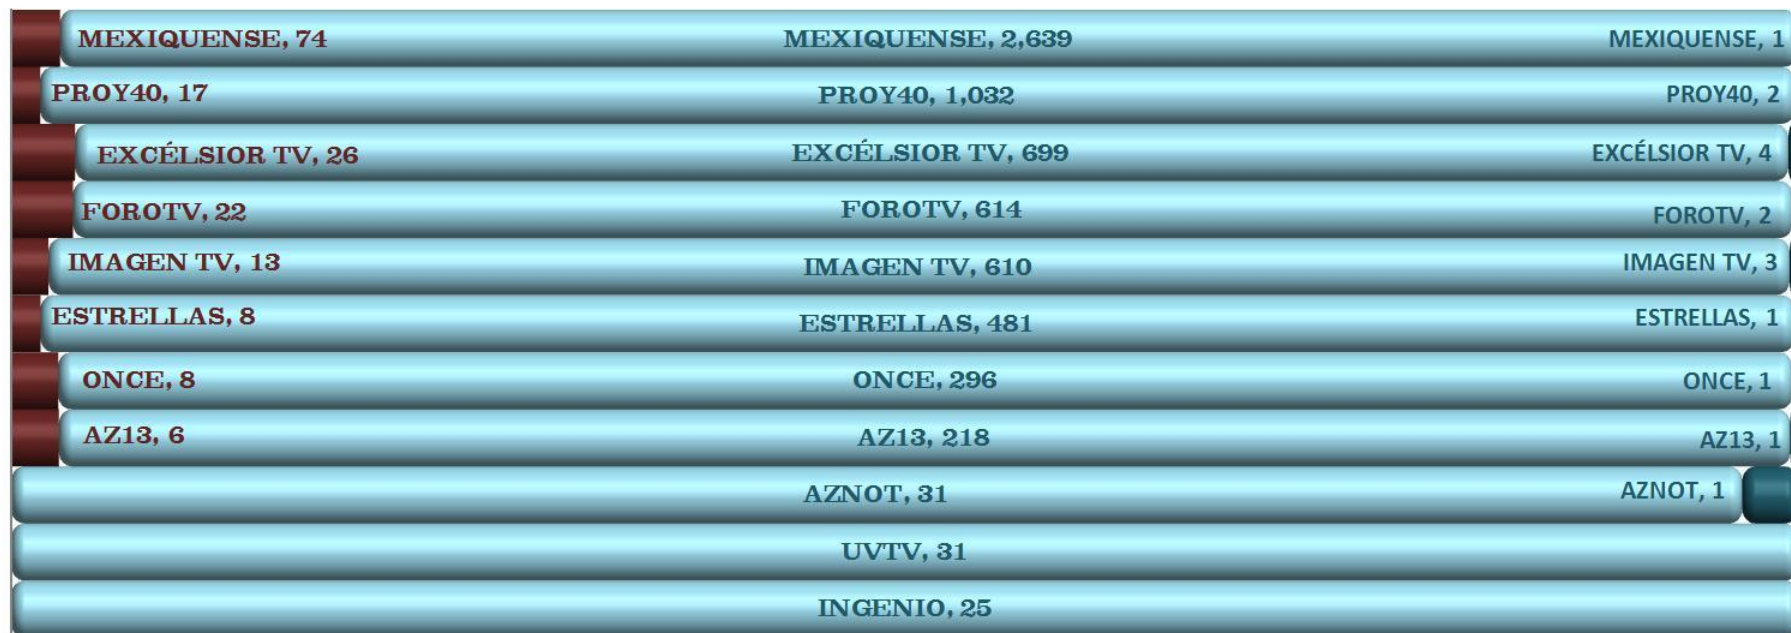 MEXIQUENSE, 74 MEXIQUENSE, 2,639 MEXIQUENSE, 1
PROY40, 17 PROY40, 1,032 PROY40, 2
EXCÉLSIOR TV, 26 EXCÉLSIOR TV, 699 EXCÉLSIOR TV, 4
FOROTV, 22 FOROTV, 614 FOROTV, 2
IMAGEN TV, 13 IMAGEN TV, 610 IMAGEN TV, 3
ESTRELLAS, 8 ESTRELLAS, 481 ESTRELLAS, 1
ONCE, 8 ONCE, 296 ONCE, 1
AZ13, 6 AZ13, 218 AZ13, 1
AZNOT, 31 AZNOT, 1
UVTV, 31
INGENIO, 25